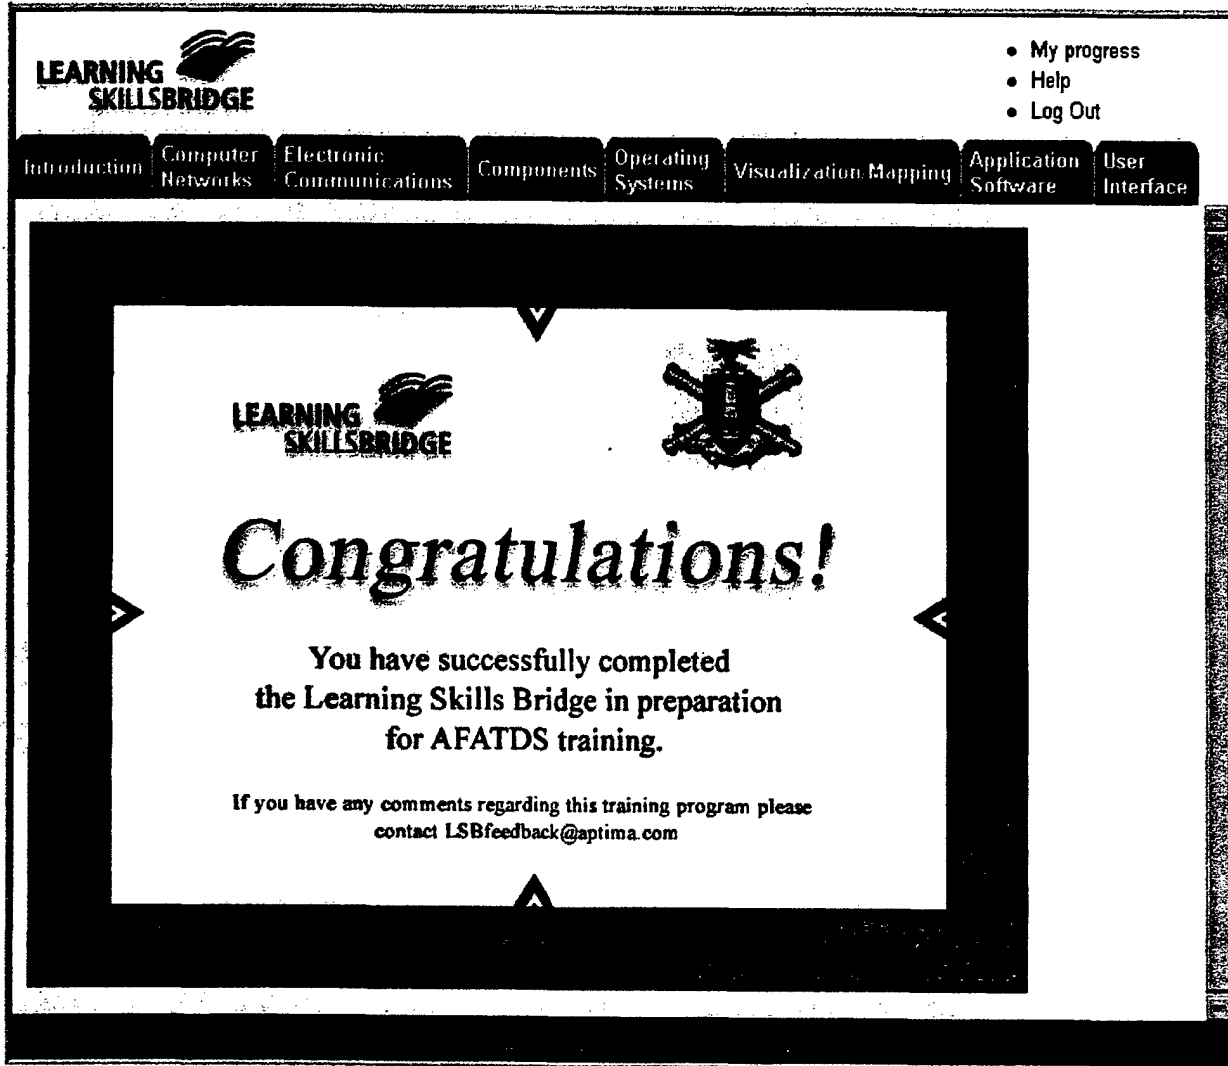 LEARNING
SKILLSBRIDGE
My progress
Help
Log Out
Introduction
Computer
Networks
Electronic
Communications
Components
Operating
Systems
Visualization/Mapping
Application
Software
User
Interface
LEARNING
SKILLSBRIDGE
Congratulations!
You have successfully completed
the Learning Skills Bridge in preparation
for AFATDS training.
If you have any comments regarding this training program please
contact LSBfeedback@aptima.com